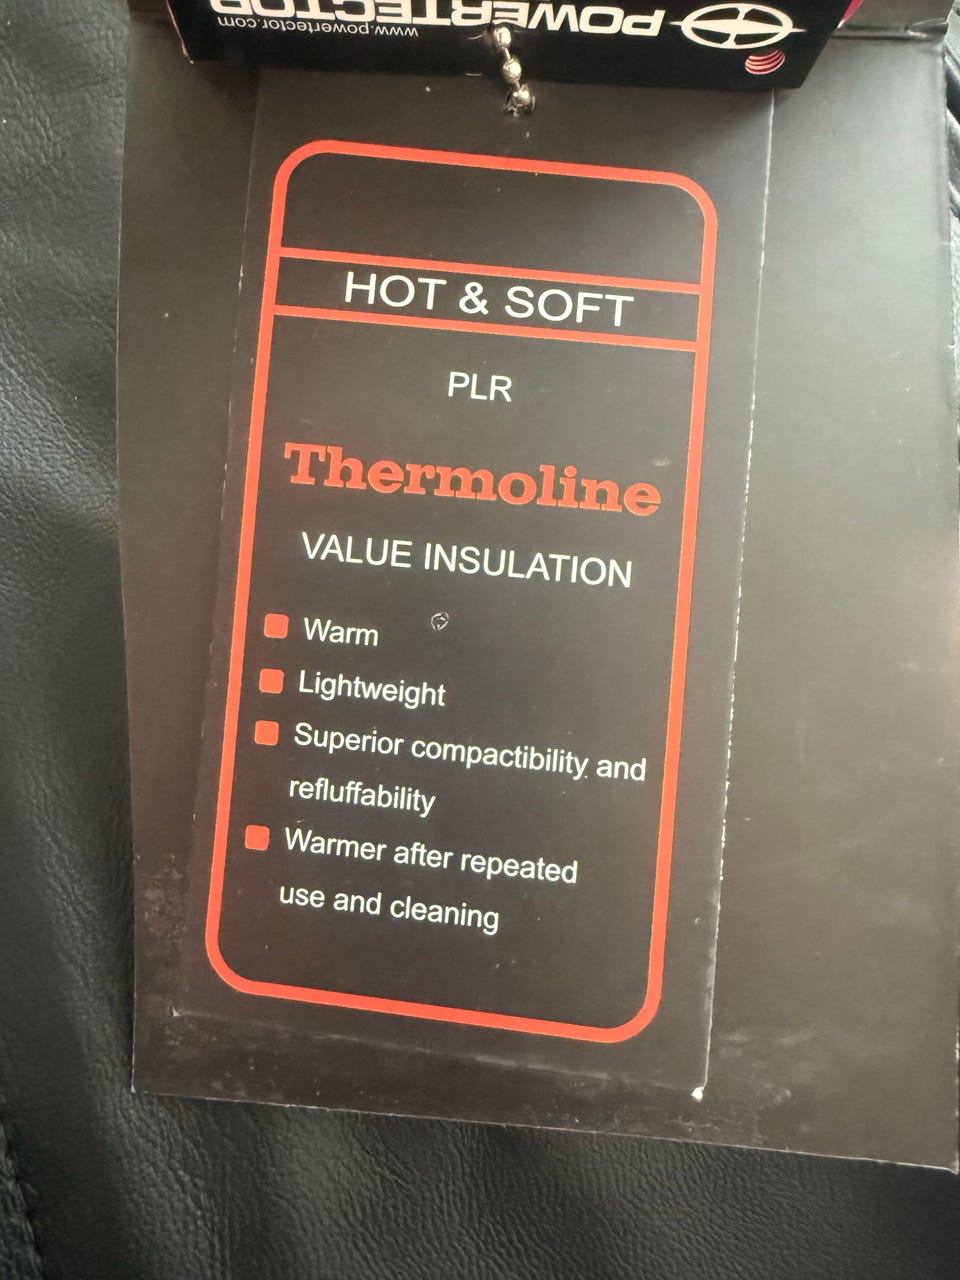 POWERTECTOR
www.powertector.com
HOT & SOFT
PLR
Thermoline
VALUE INSULATION
Warm
Lightweight
Superior compactibility and
refluffability
Warmer after repeated
use and cleaning